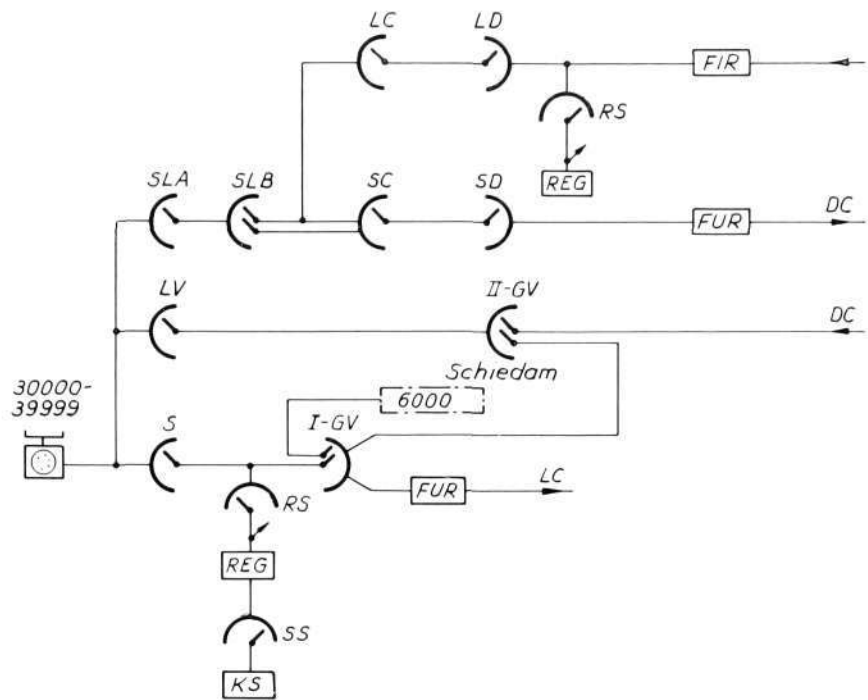 LC
LD
FIR
RS
REG
SLA
SLB
SC
SD
FUR
DC
LV
II-GV
DC
Schiedam
6000
30000-
39999
S
I-GV
FUR
LC
RS
REG
SS
KS